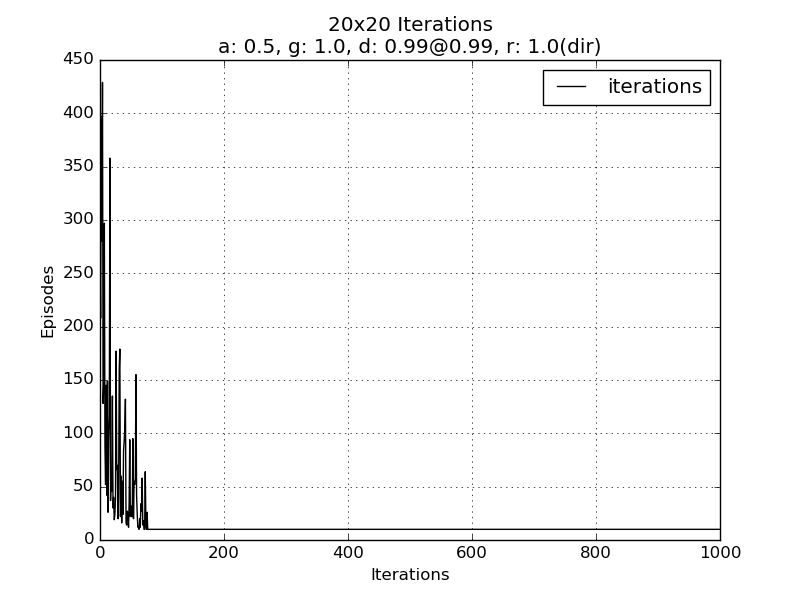 20x20 Iterations
a: 0.5, g: 1.0, d: 0.99@0.99, r: 1.0(dir)
iterations
450
400
350
300
250
200
150
100
50
0
Episodes
0 200 400 600 800 1000
Iterations